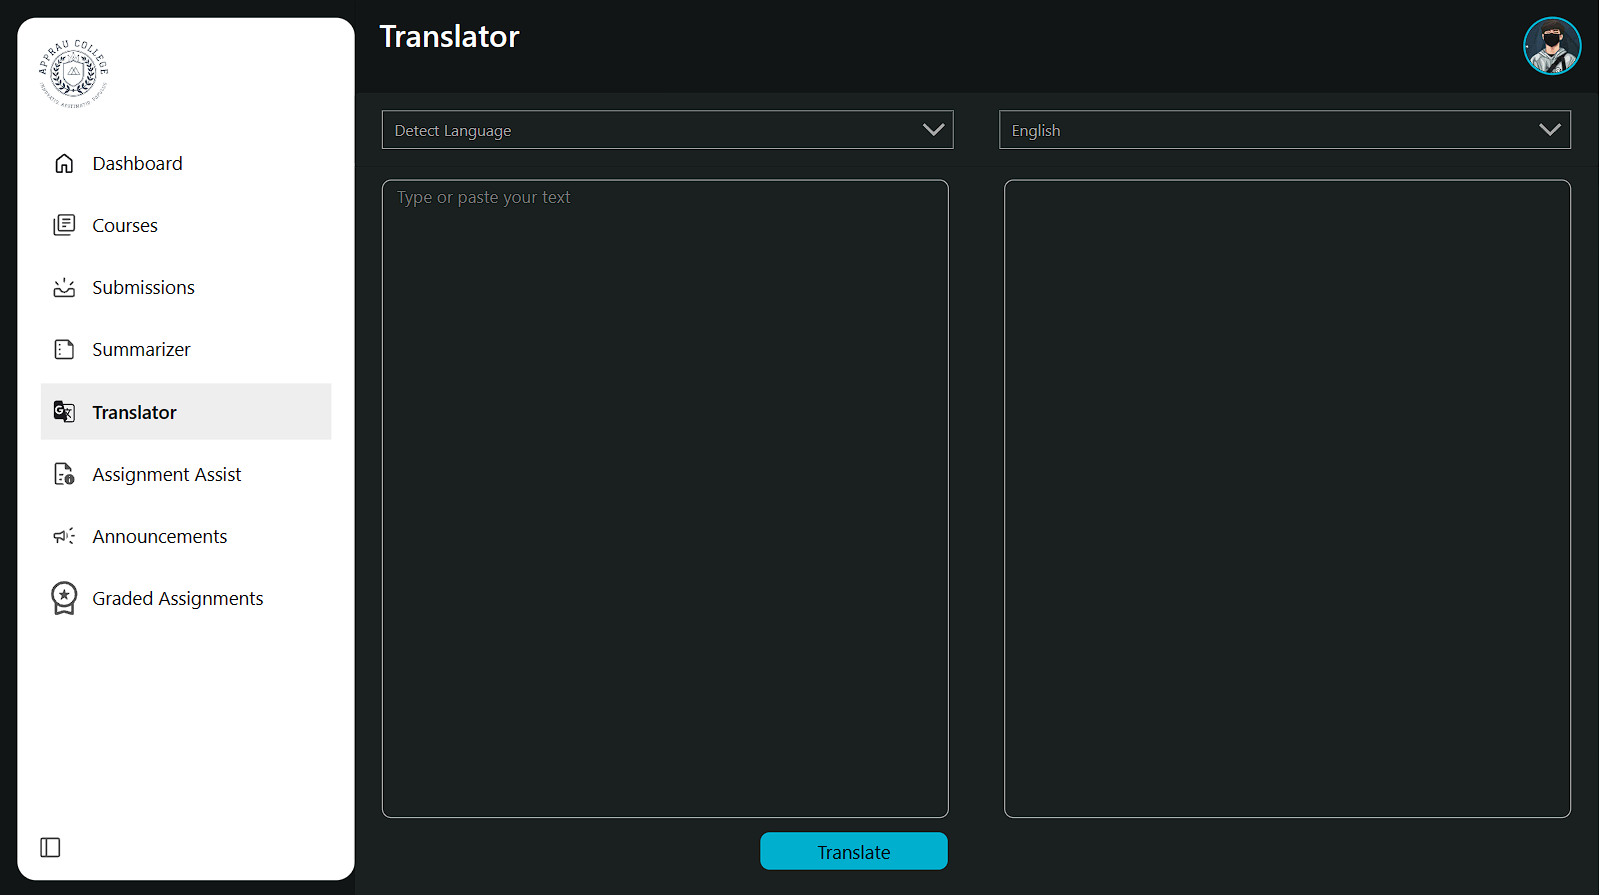 APPRAU COLLEGE
Translator
Detect Language
English
Dashboard
Courses
Submissions
Summarizer
Translator
Assignment Assist
Announcements
Graded Assignments
Type or paste your text
Translate